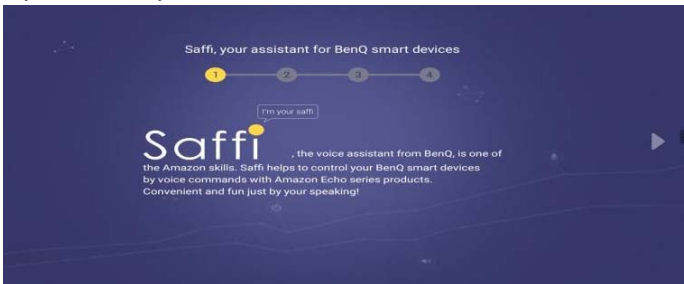 Saffi, your assistant for BenQ smart devices
1 2 3 4
I'm your saffi
Saffi , the voice assistant from BenQ, is one of
the Amazon skills. Saffi helps to control your BenQ smart devices
by voice commands with Amazon Echo series products.
Convenient and fun just by your speaking!